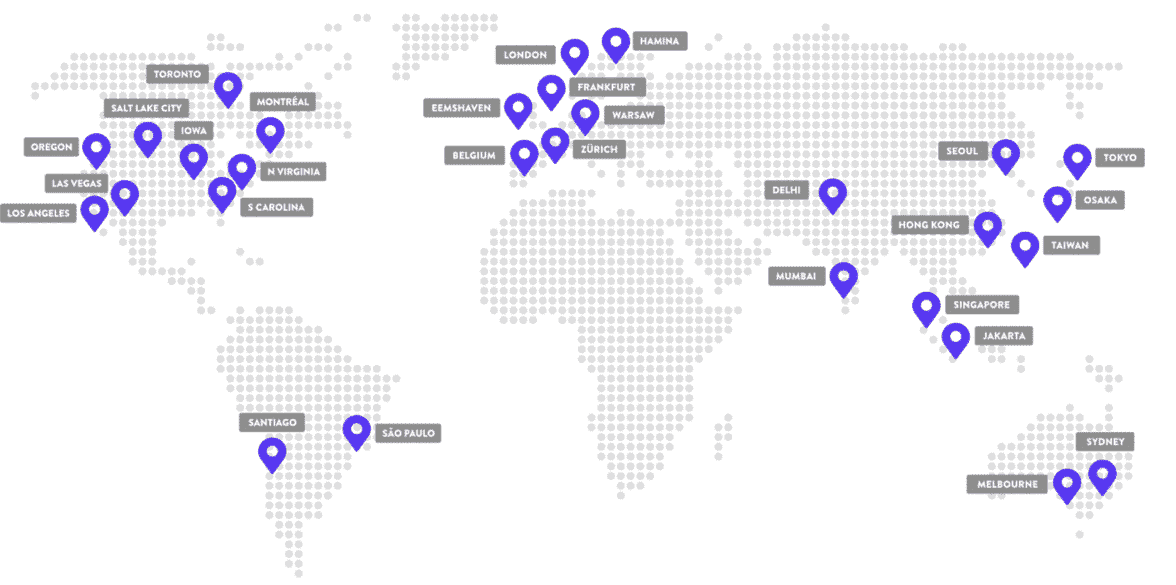 HAMINA
LONDON
TORONTO
FRANKFURT
MONTRÉAL
SALT LAKE CITY
EEMSHAVEN
WARSAW
IOWA
OREGON
ZÜRICH
SEOUL
BELGIUM
TOKYO
N VIRGINIA
LAS VEGAS
DELHI
OSAKA
S CAROLINA
LOS ANGELES
HONG KONG
TAIWAN
MUMBAI
SINGAPORE
JAKARTA
SANTIAGO
SÃO PAULO
SYDNEY
MELBOURNE